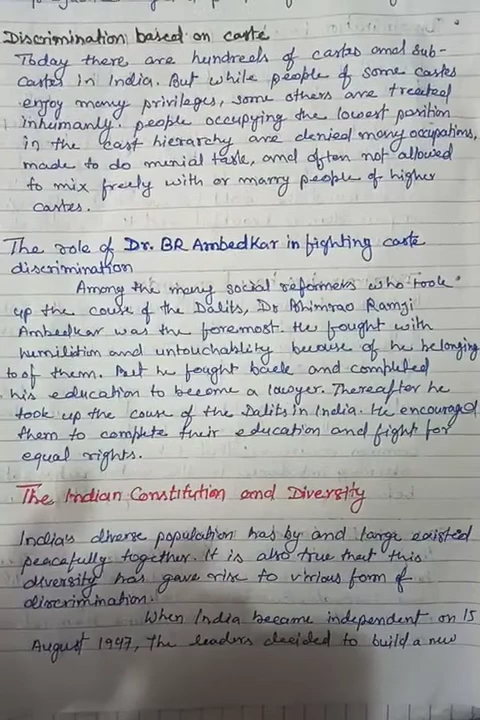 Discrimination based on caste
Today there are hundreds of castes and sub-
castes in India. But while people of some castes
enjoy many privileges, some others are treated
inhumanly. people occupying the lowest position
in the cast hierarchy are denied many occupations,
made to do menial task, and often not allowed
to mix freely with or marry people of higher
castes.
The role of Dr. BR Ambedkar in fighting caste
discrimination
Among the many social reformers who took
up the cause of the Dalits, Dr Bhimrao Ramji
Ambedkar was the foremost. He fought with
humilition and untouchablity because of he belonging
to of them. But he fought back and completed
his education to become a lawyer. Thereafter he
took up the cause of the Dalits in India. He encouraged
them to complete their education and fight for
equal rights.
The Indian Constitution and Diversity
India's diverse population has by and large existed
peacefully together. It is also true that this
diversity has gave rise to virious form of
discrimination.
When India became independent on 15
August 1947, The leaders decided to build a new